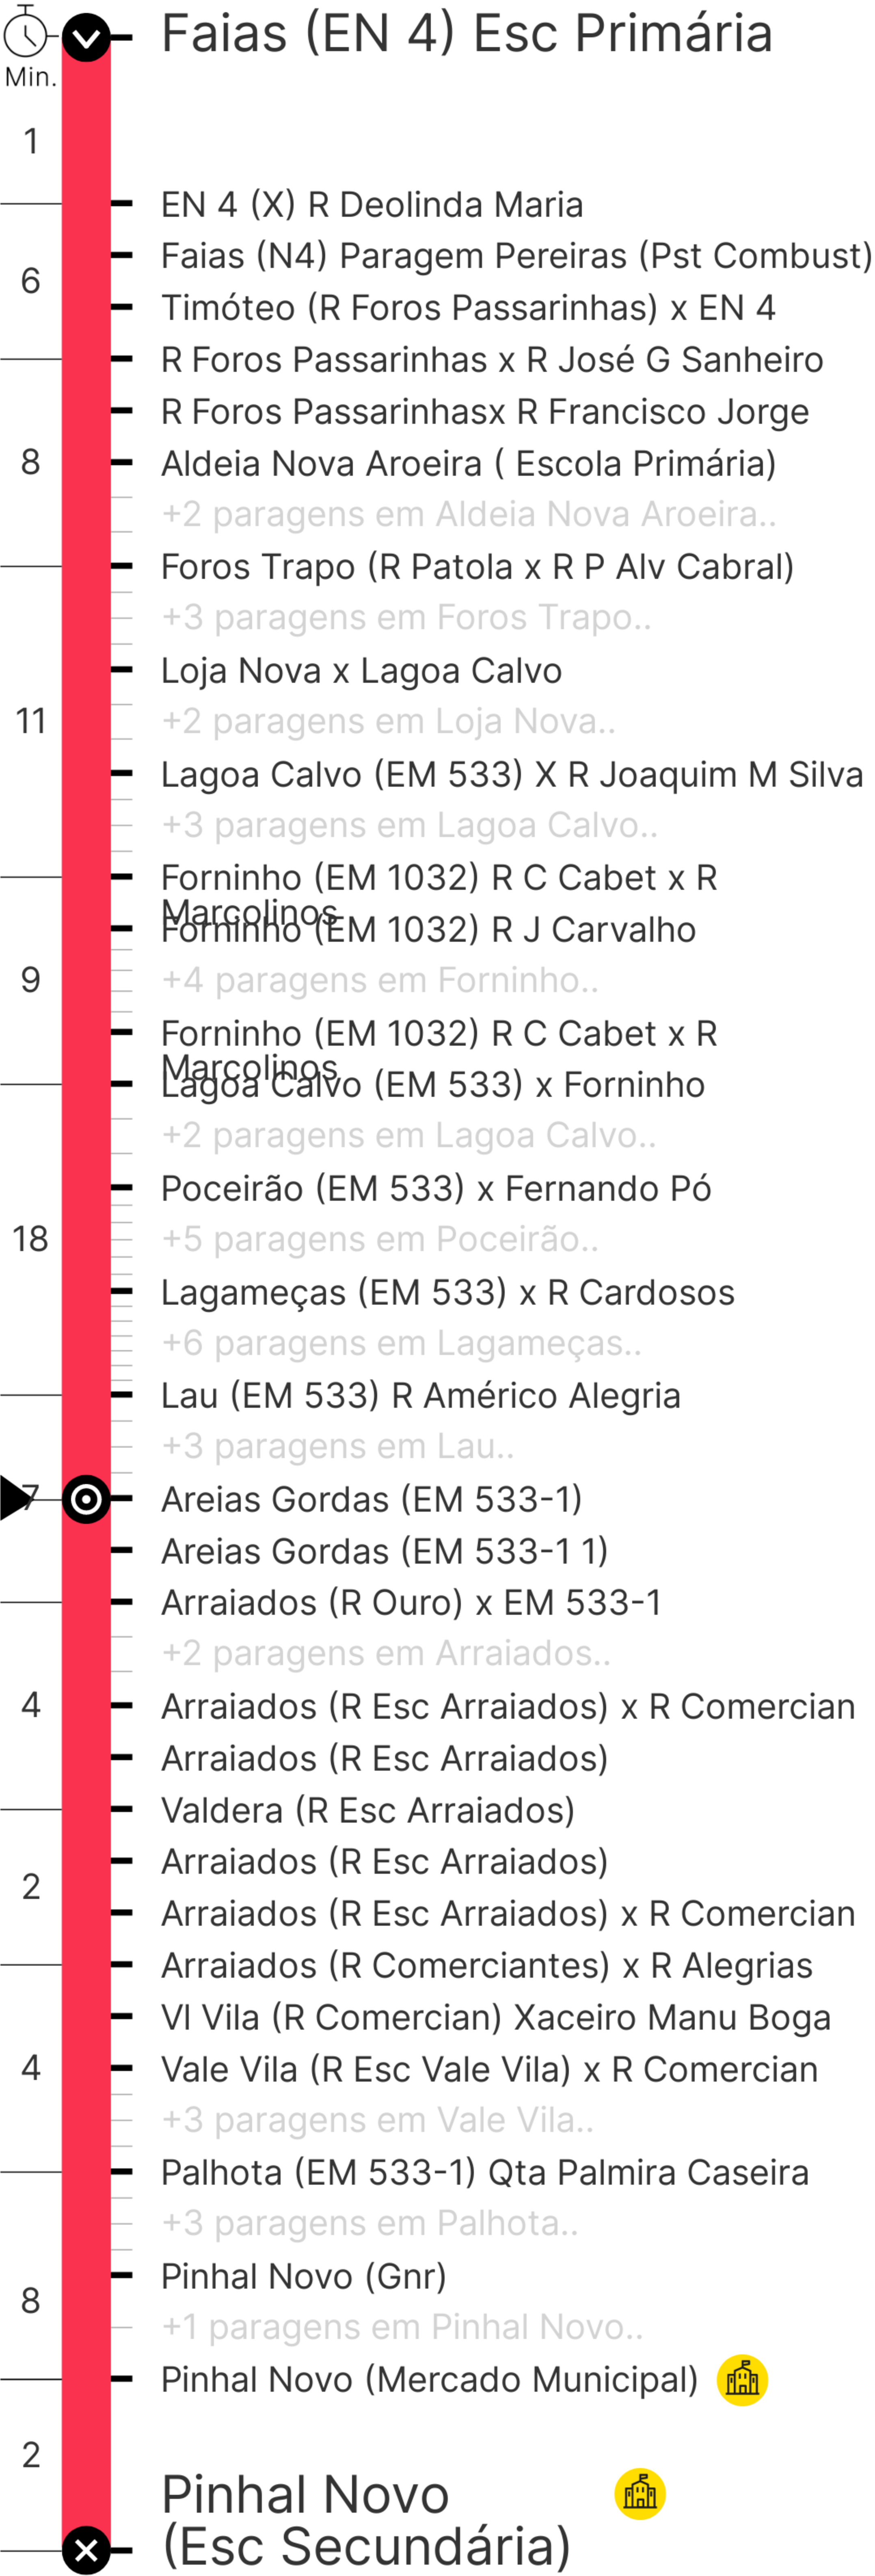 Faias (EN 4) Esc Primária
Min.
1
EN 4 (X) R Deolinda Maria
Faias (N4) Paragem Pereiras (Pst Combust)
6
Timóteo (R Foros Passarinhas) x EN 4
R Foros Passarinhas x R José G Sanheiro
R Foros Passarinhasx R Francisco Jorge
8
Aldeia Nova Aroeira ( Escola Primária)
+2 paragens em Aldeia Nova Aroeira..
Foros Trapo (R Patola x R P Alv Cabral)
+3 paragens em Foros Trapo..
Loja Nova x Lagoa Calvo
11
+2 paragens em Loja Nova..
Lagoa Calvo (EM 533) X R Joaquim M Silva
+3 paragens em Lagoa Calvo..
Forninho (EM 1032) R C Cabet x R
Marcolinos
Forninho (EM 1032) R J Carvalho
9
+4 paragens em Forninho..
Forninho (EM 1032) R C Cabet x R
Marcolinos
Lagoa Calvo (EM 533) x Forninho
+2 paragens em Lagoa Calvo..
Poceirão (EM 533) x Fernando Pó
18
+5 paragens em Poceirão..
Lagameças (EM 533) x R Cardosos
+6 paragens em Lagameças..
Lau (EM 533) R Américo Alegria
+3 paragens em Lau..
7
Areias Gordas (EM 533-1)
Areias Gordas (EM 533-1 1)
Arraiados (R Ouro) x EM 533-1
+2 paragens em Arraiados..
4
Arraiados (R Esc Arraiados) x R Comercian
Arraiados (R Esc Arraiados)
Valdera (R Esc Arraiados)
Arraiados (R Esc Arraiados)
2
Arraiados (R Esc Arraiados) x R Comercian
Arraiados (R Comerciantes) x R Alegrias
Vl Vila (R Comercian) Xaceiro Manu Boga
4
Vale Vila (R Esc Vale Vila) x R Comercian
+3 paragens em Vale Vila..
Palhota (EM 533-1) Qta Palmira Caseira
+3 paragens em Palhota..
Pinhal Novo (Gnr)
8
+1 paragens em Pinhal Novo..
Pinhal Novo (Mercado Municipal)
2
Pinhal Novo
(Esc Secundária)